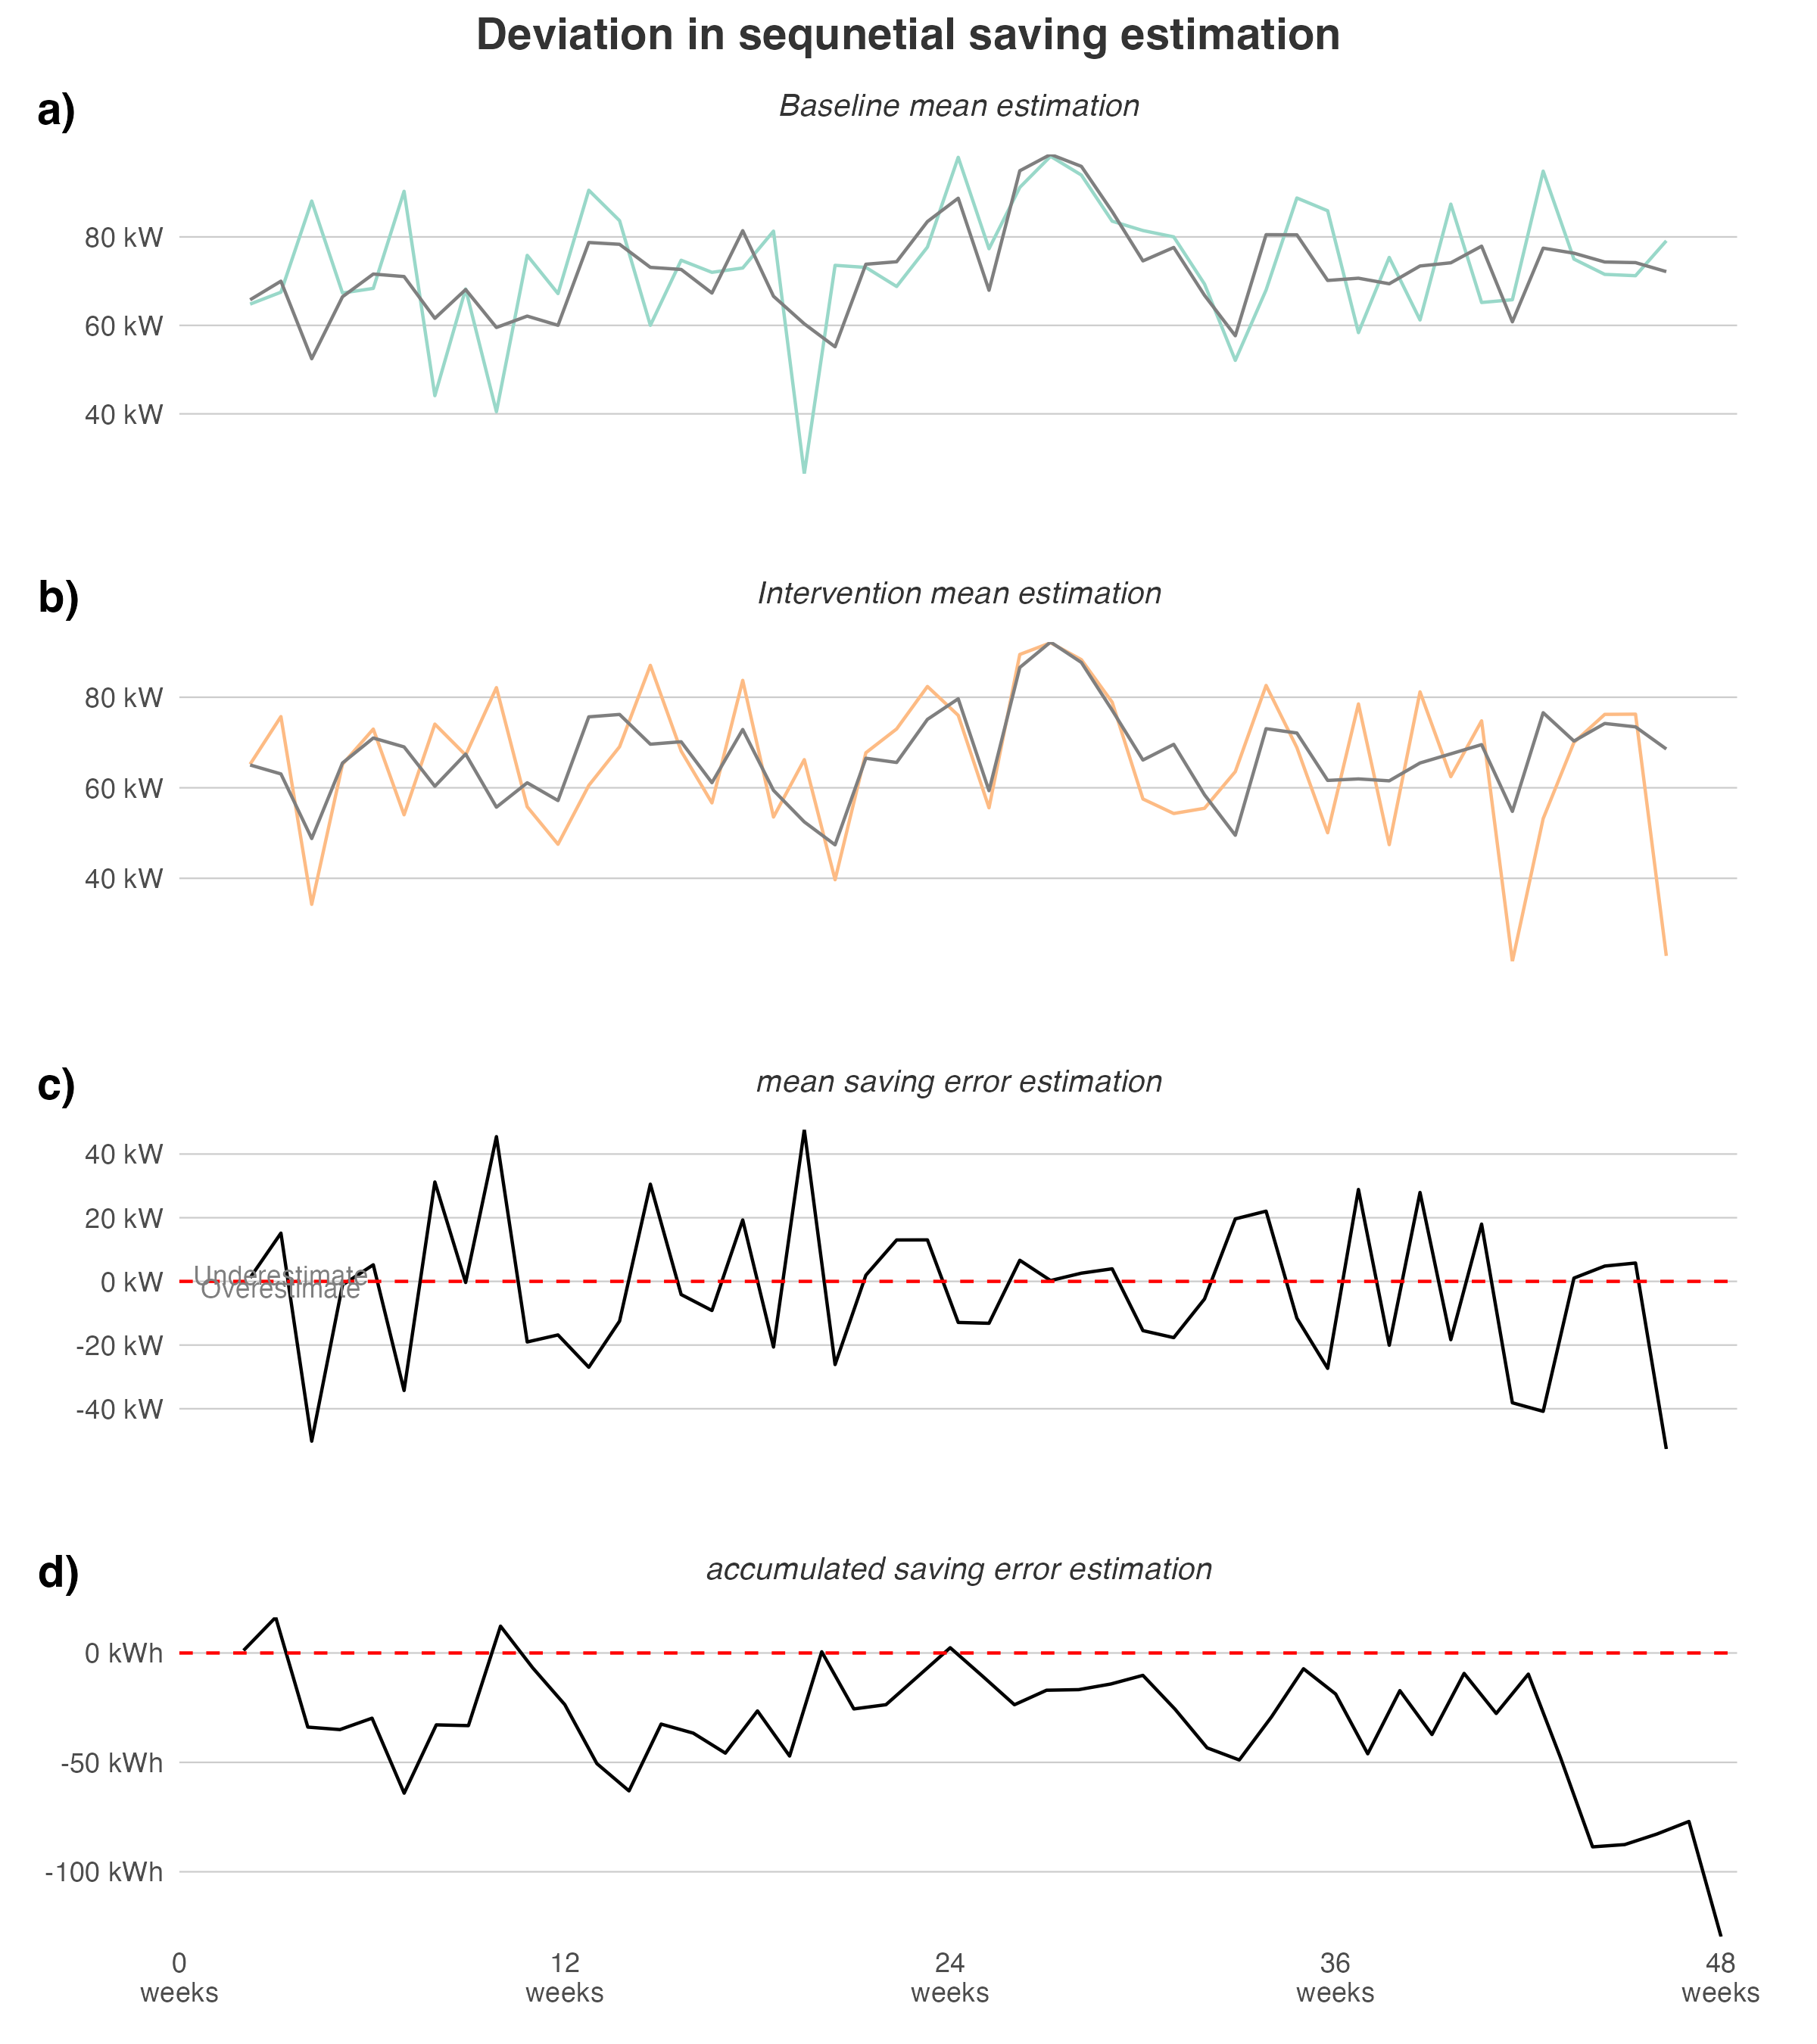 Deviation in sequnetial saving estimation
a)
Baseline mean estimation
80 kW
60 kW
40 kW
b)
Intervention mean estimation
80 kW
60 kW
40 kW
c)
mean saving error estimation
40 kW
20 kW
Underestimate
0 kW
Overestimate
-20 kW
-40 kW
d)
accumulated saving error estimation
0 kWh
-50 kWh
-100 kWh
0 12 24 36 48
weeks weeks weeks weeks weeks